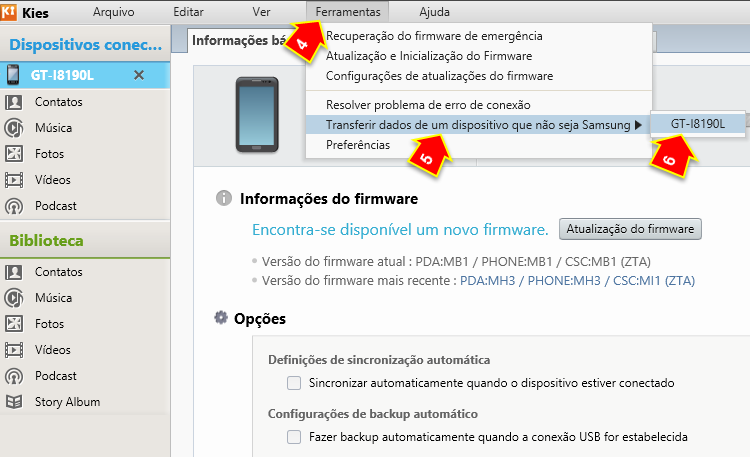 KI Kies
Arquivo Editar Ver Ferramentas Ajuda
Dispositivos conec...
GT-I8190L
Contatos
Música
Fotos
Vídeos
Podcast
Biblioteca
Contatos
Música
Fotos
Vídeos
Podcast
Story Album
Informações bá
4
Recuperação do firmware de emergência
Atualização e Inicialização do Firmware
Configurações de atualizações do firmware
Resolver problema de erro de conexão
Transferir dados de um dispositivo que não seja Samsung
GT-I8190L
Preferências
5
6
Informações do firmware
Encontra-se disponível um novo firmware. Atualização do firmware
Versão do firmware atual : PDA:MB1 / PHONE:MB1 / CSC:MB1 (ZTA)
Versão do firmware mais recente : PDA:MH3 / PHONE:MH3 / CSC:MI1 (ZTA)
Opções
Definições de sincronização automática
Sincronizar automaticamente quando o dispositivo estiver conectado
Configurações de backup automático
Fazer backup automaticamente quando a conexão USB for estabelecida